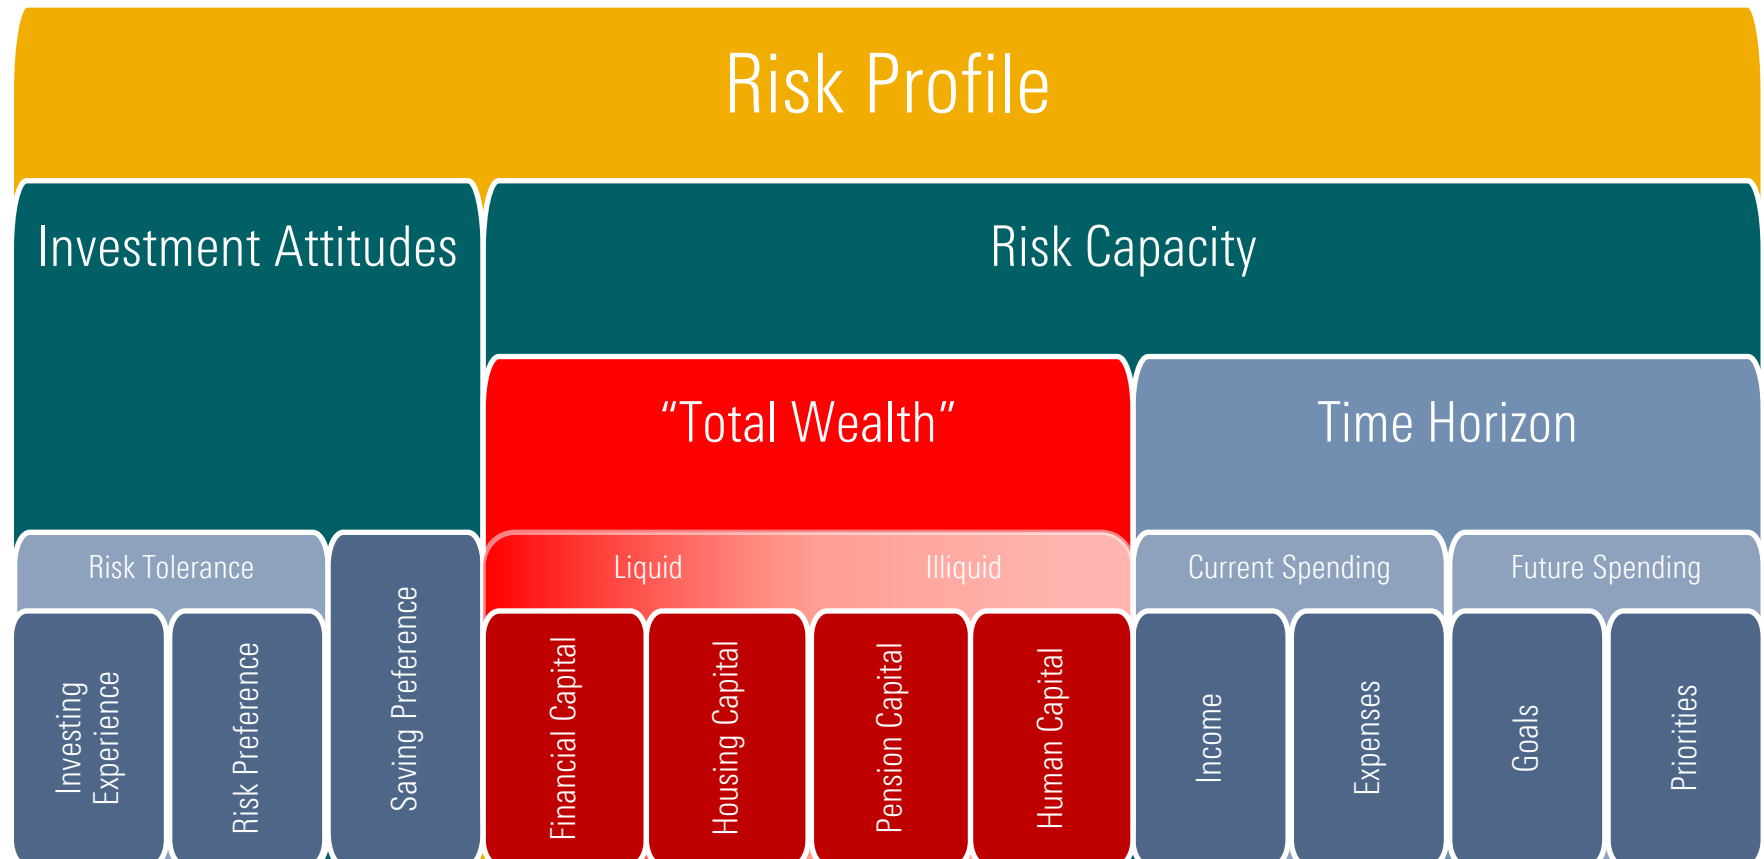 Risk Profile
Investment Attitudes
Risk Capacity
“Total Wealth”
Time Horizon
Risk Tolerance
Liquid
Illiquid
Current Spending
Future Spending
Investing
Experience
Risk Preference
Saving Preference
Financial Capital
Housing Capital
Pension Capital
Human Capital
Income
Expenses
Goals
Priorities